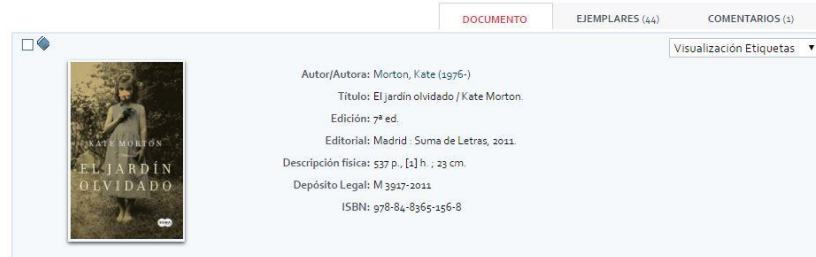 DOCUMENTO EJEMPLARES (44) COMENTARIOS (1)
Visualización Etiquetas
Autor/Autora: Morton, Kate (1976-)
Título: El jardín olvidado / Kate Morton.
Edición: 7ª ed.
Editorial: Madrid : Suma de Letras, 2011.
Descripción física: 537 p., [1] h. ; 23 cm.
Depósito Legal: M 3917-2011
ISBN: 978-84-8365-156-8
KATE MORTON
EL JARDÍN
OLVIDADO